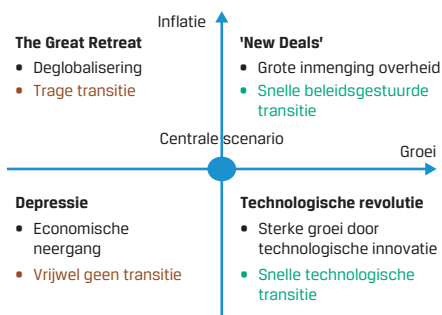 Inflatie
The Great Retreat
• Deglobalisering
• Trage transitie
'New Deals'
• Grote inmenging overheid
• Snelle beleidsgestuurde
transitie
Centrale scenario
Groei
Depressie
• Economische
neergang
• Vrijwel geen transitie
Technologische revolutie
• Sterke groei door
technologische innovatie
• Snelle technologische
transitie